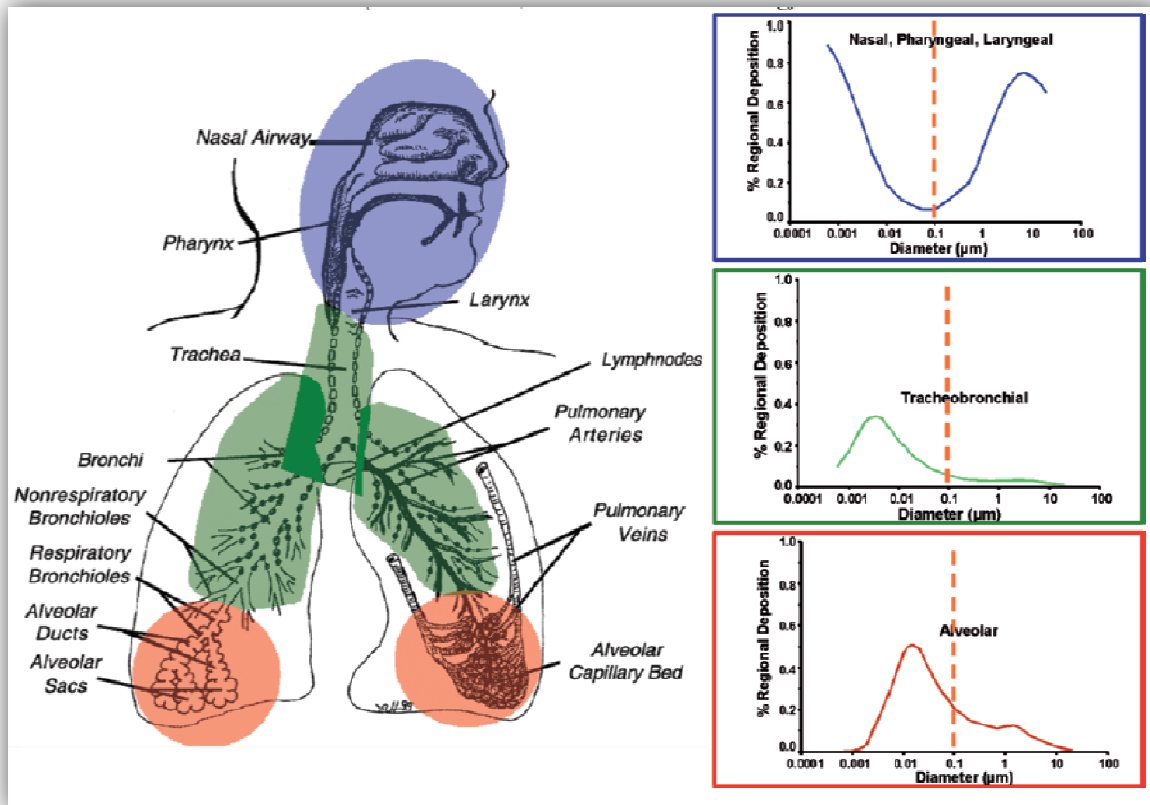 Nasal Airway
Pharynx
Larynx
Trachea
Lymphnodes
Pulmonary
Arteries
Bronchi
Nonrespiratory
Bronchioles
Pulmonary
Veins
Respiratory
Bronchioles
Alveolar
Ducts
Alveolar
Sacs
Alveolar
Capillary Bed
Nasal, Pharyngeal, Laryngeal
% Regional Deposition
1.0
0.8
0.6
0.4
0.2
0.0
0.0001 0.001 0.01 0.1 1 10 100
Diameter (µm)
Tracheobronchial
% Regional Deposition
1.0
0.8
0.6
0.4
0.2
0.0
0.0001 0.001 0.01 0.1 1 10 100
Diameter (µm)
Alveolar
% Regional Deposition
1.0
0.8
0.6
0.4
0.2
0.0
0.0001 0.001 0.01 0.1 1 10 100
Diameter (µm)